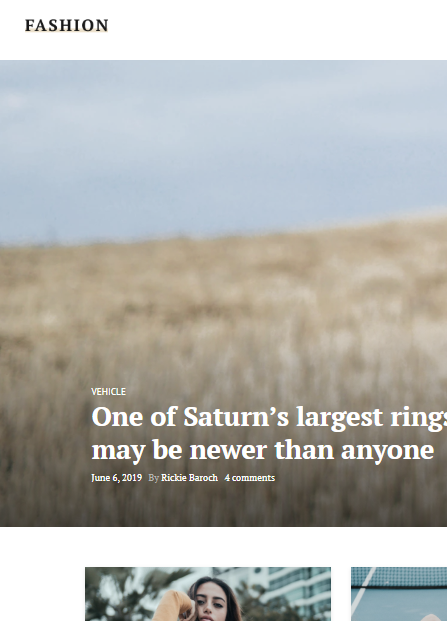 FASHION
VEHICLE
One of Saturn's largest rings
may be newer than anyone
June 6, 2019 By Rickie Baroch 4 comments